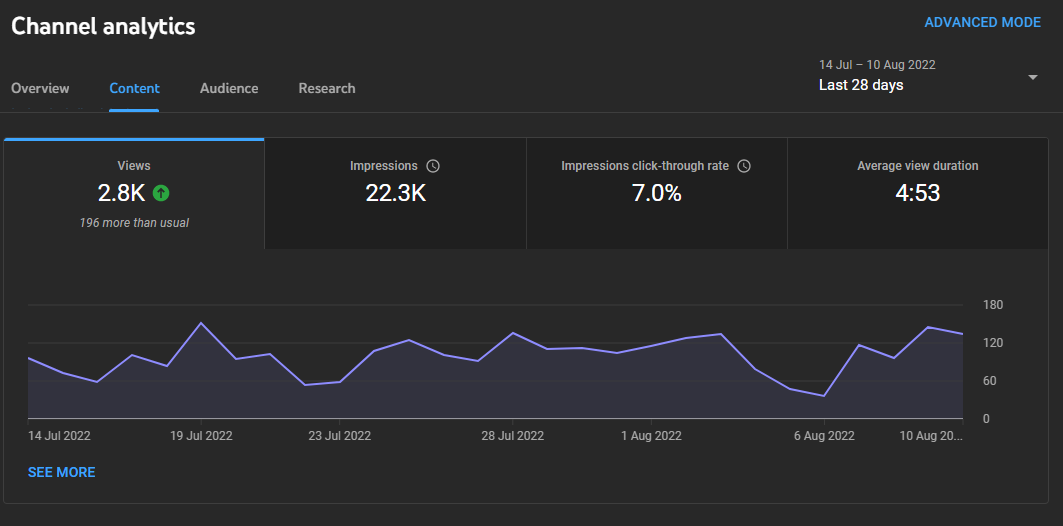 Channel analytics
ADVANCED MODE
14 Jul – 10 Aug 2022
Last 28 days
Overview
Content
Audience
Research
Views
2.8K
196 more than usual
Impressions
22.3K
Impressions click-through rate
7.0%
Average view duration
4:53
180
120
60
0
14 Jul 2022
19 Jul 2022
23 Jul 2022
28 Jul 2022
1 Aug 2022
6 Aug 2022
10 Aug 20...
SEE MORE